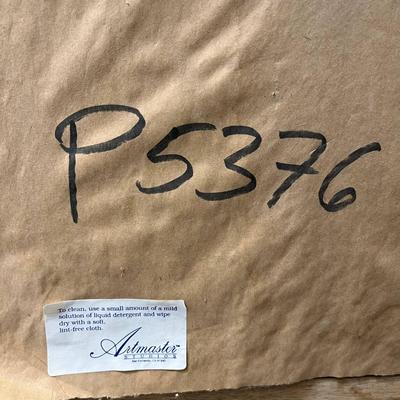 P5376
To clean, use a small amount of a mild
solution of liquid detergent and wipe
dry with a soft,
lint-free cloth.
Artmaster™
STUDIOS